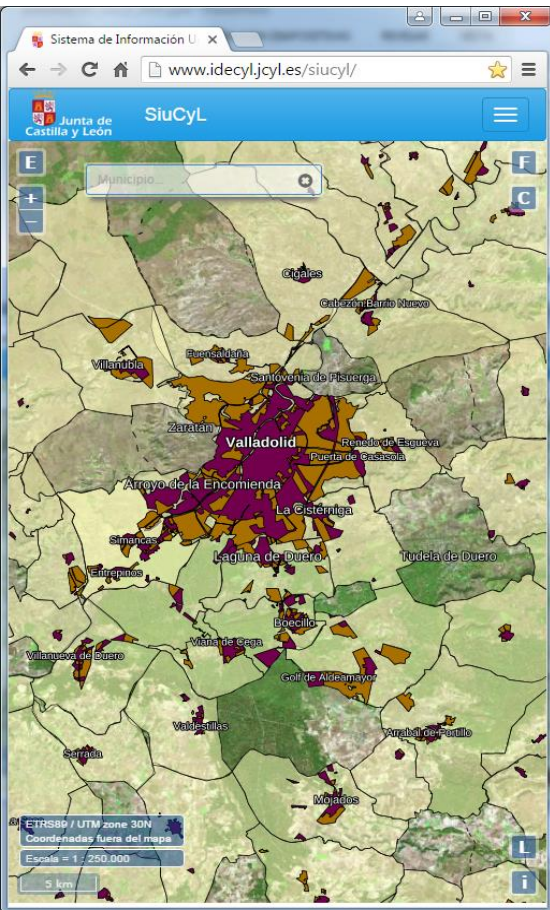 Sistema de Información U
www.idecyl.jcyl.es/siucyl/
Junta de
Castilla y León
SiuCyL
E
Municipio...
F
+
C
−
Cigales
Cabezón:Barrio Nuevo
Fuensaldaña
Villanubla
Santovenia de Pisuerga
Zaratán
Valladolid
Renedo de Esgueva
Puerta de Casasola
Arroyo de la Encomienda
La Cistérniga
Simancas
Laguna de Duero
Tudela de Duero
Entrepinos
Boecillo
Viana de Cega
Villanueva de Duero
Golf de Aldeamayor
Valdestillas
Arrabal de Portillo
Serrada
Mojados
ETRS89 / UTM zone 30N
Coordenadas fuera del mapa
L
Escala = 1 : 250.000
5 km
i